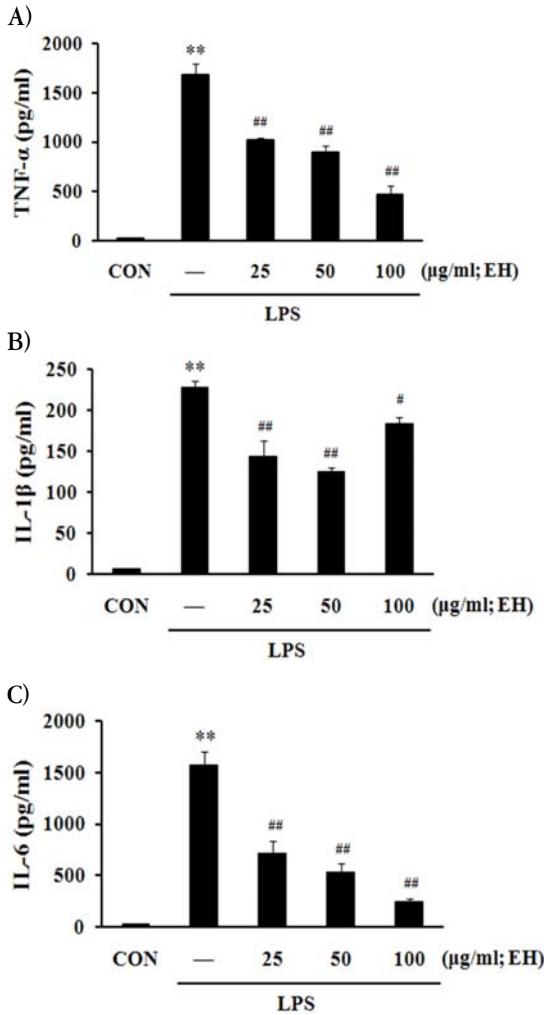 A)
TNF-α (pg/ml)
2000
1500
1000
500
0
**
##
##
##
CON — 25 50 100 (μg/ml; EH)
LPS
B)
IL-1β (pg/ml)
250
200
150
100
50
0
**
##
##
#
CON — 25 50 100 (μg/ml; EH)
LPS
C)
IL-6 (pg/ml)
2000
1500
1000
500
0
**
##
##
##
CON — 25 50 100 (μg/ml; EH)
LPS